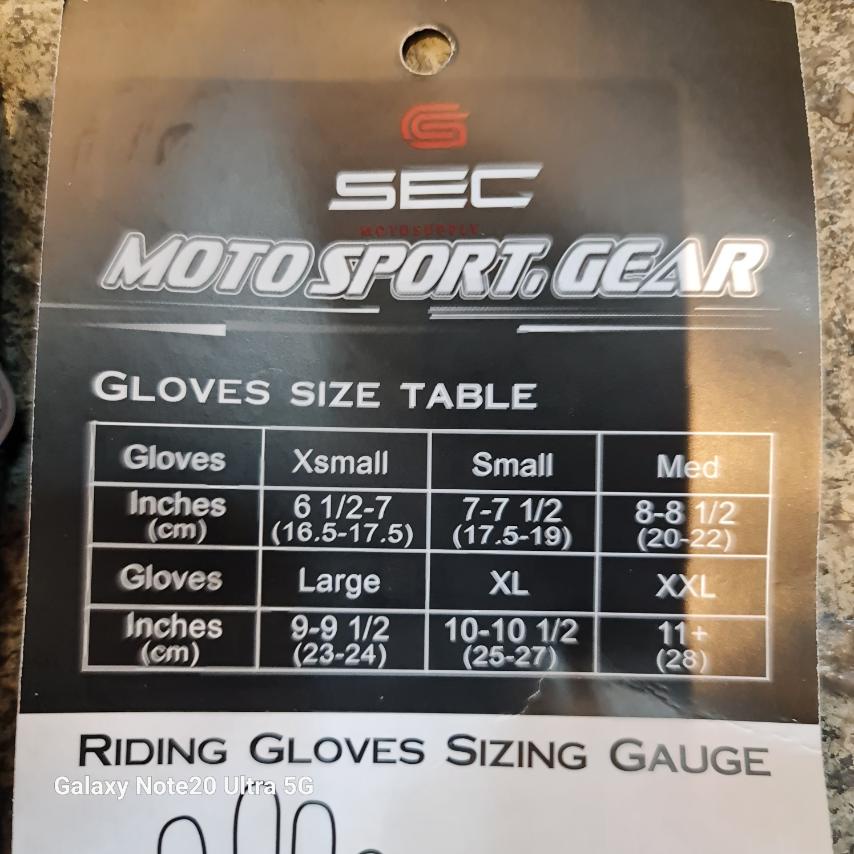 SEC
MOTOSUPPLY
MOTO SPORT. GEAR
GLOVES SIZE TABLE
Gloves Xsmall Small Med
Inches 6 1/2-7 7-7 1/2 8-8 1/2
(cm) (16.5-17.5) (17.5-19) (20-22)
Gloves Large XL XXL
Inches 9-9 1/2 10-10 1/2 11+
(cm) (23-24) (25-27) (28)
RIDING GLOVES SIZING GAUGE
Galaxy Note20 Ultra 5G